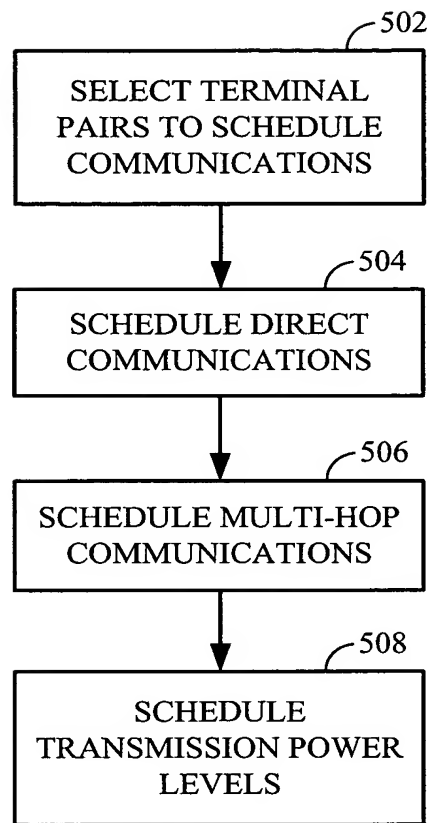 502
SELECT TERMINAL
PAIRS TO SCHEDULE
COMMUNICATIONS
504
SCHEDULE DIRECT
COMMUNICATIONS
506
SCHEDULE MULTI-HOP
COMMUNICATIONS
508
SCHEDULE
TRANSMISSION POWER
LEVELS